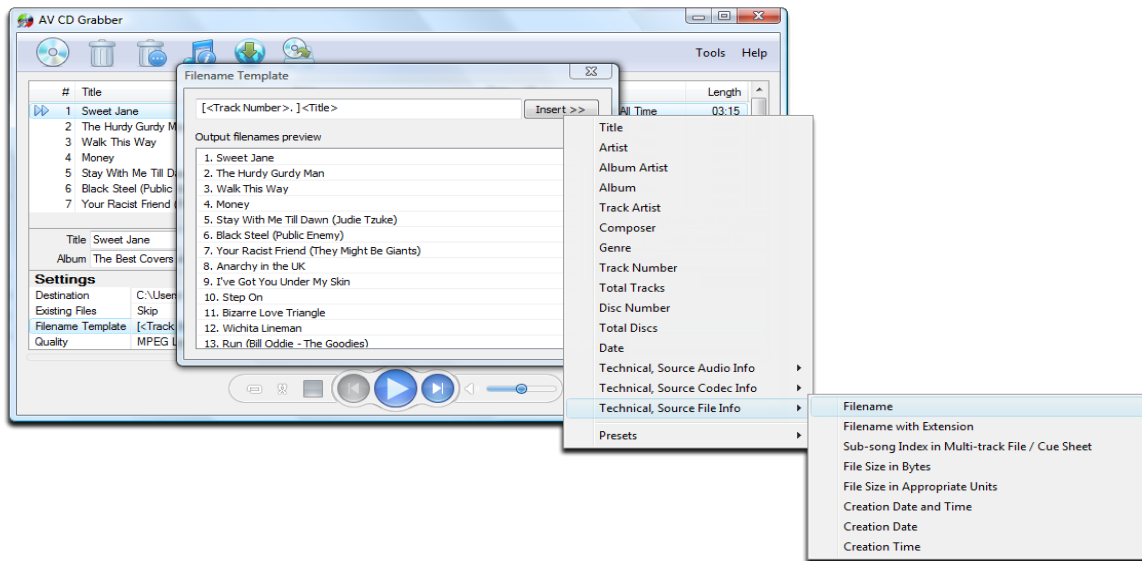 AV CD Grabber
Tools Help
Filename Template
# Title Length
1 Sweet Jane All Time 03:15
2 The Hurdy Gurdy M
3 Walk This Way
4 Money
5 Stay With Me Till D
6 Black Steel (Public
7 Your Racist Friend (
[<Track Number>. ]<Title>
Insert >>
Output filenames preview
1. Sweet Jane
2. The Hurdy Gurdy Man
3. Walk This Way
4. Money
5. Stay With Me Till Dawn (Judie Tzuke)
6. Black Steel (Public Enemy)
7. Your Racist Friend (They Might Be Giants)
8. Anarchy in the UK
9. I've Got You Under My Skin
10. Step On
11. Bizarre Love Triangle
12. Wichita Lineman
13. Run (Bill Oddie - The Goodies)
Title Sweet Jane
Album The Best Covers
Settings
Destination C:\User
Existing Files Skip
Filename Template [<Track
Quality MPEG L
Title
Artist
Album Artist
Album
Track Artist
Composer
Genre
Track Number
Total Tracks
Disc Number
Total Discs
Date
Technical, Source Audio Info
Technical, Source Codec Info
Technical, Source File Info
Presets
Filename
Filename with Extension
Sub-song Index in Multi-track File / Cue Sheet
File Size in Bytes
File Size in Appropriate Units
Creation Date and Time
Creation Date
Creation Time